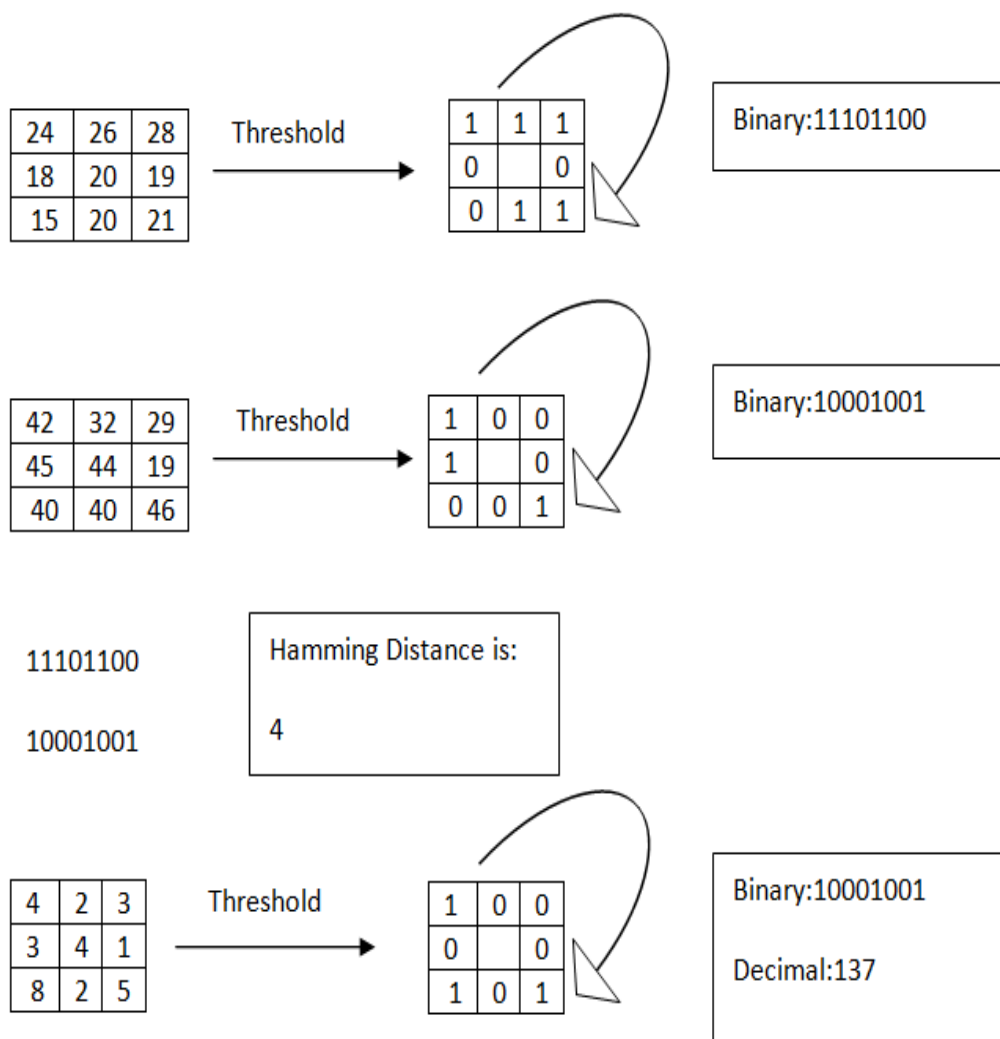 24 26 28
18 20 19
15 20 21
Threshold
1 1 1
0 0
0 1 1
Binary:11101100
42 32 29
45 44 19
40 40 46
Threshold
1 0 0
1 0
0 0 1
Binary:10001001
11101100
10001001
Hamming Distance is:
4
4 2 3
3 4 1
8 2 5
Threshold
1 0 0
0 0
1 0 1
Binary:10001001
Decimal:137